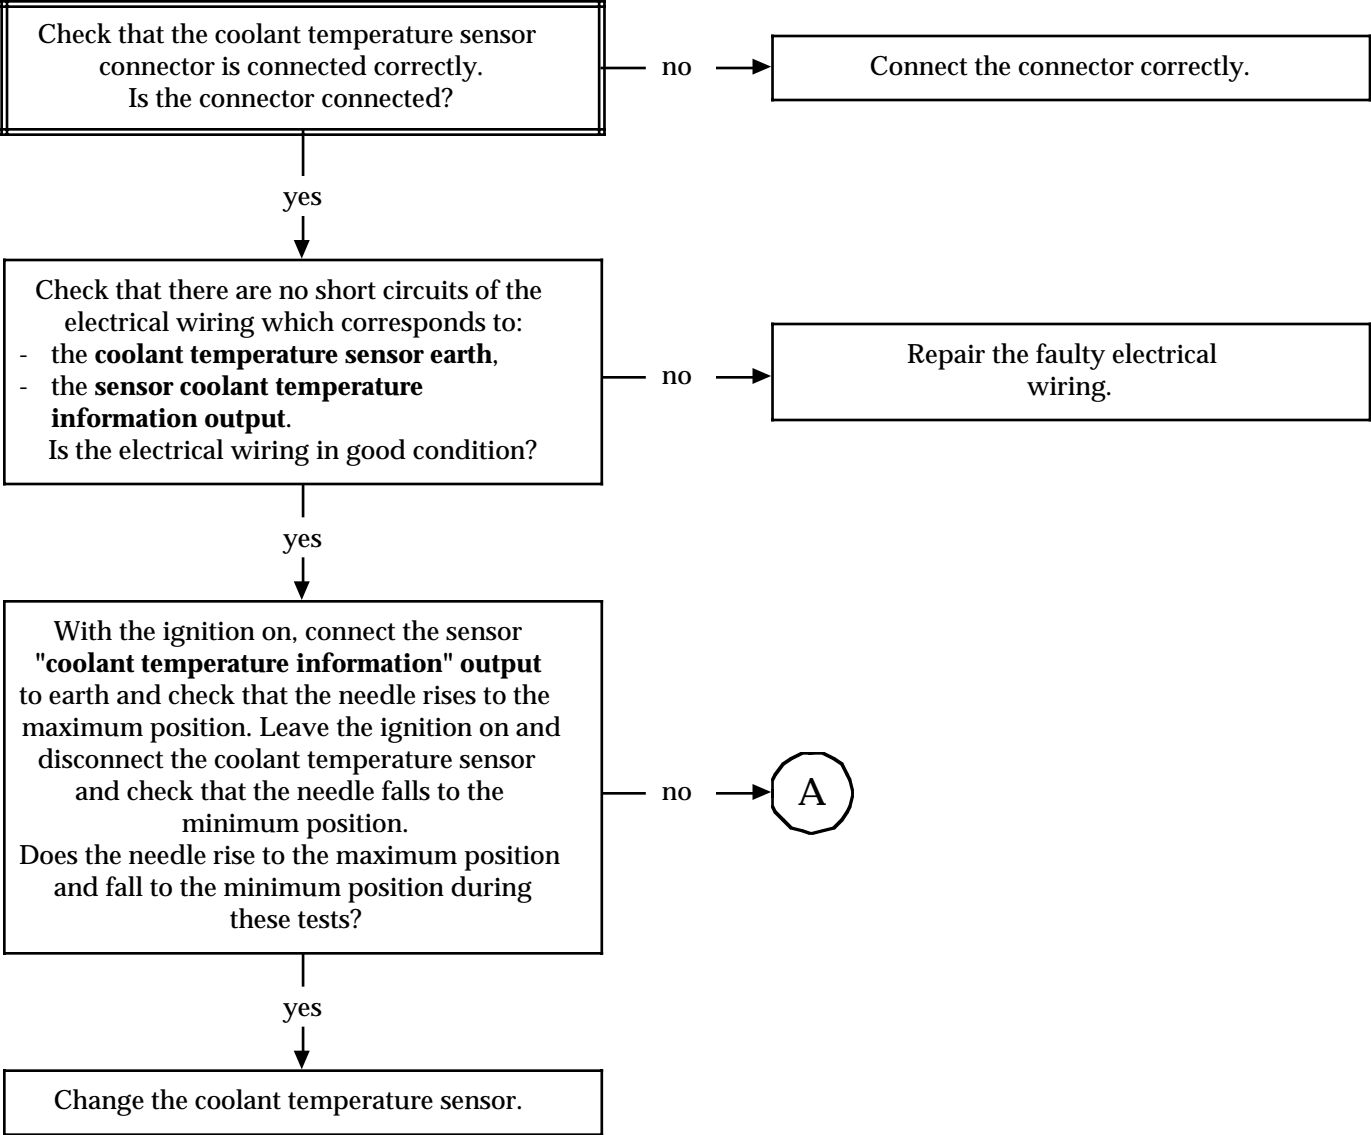 Check that the coolant temperature sensor
connector is connected correctly.
Is the connector connected?
no
Connect the connector correctly.
yes
Check that there are no short circuits of the
electrical wiring which corresponds to:
- the coolant temperature sensor earth,
- the sensor coolant temperature
information output.
Is the electrical wiring in good condition?
no
Repair the faulty electrical
wiring.
yes
With the ignition on, connect the sensor
"coolant temperature information" output
to earth and check that the needle rises to the
maximum position. Leave the ignition on and
disconnect the coolant temperature sensor
and check that the needle falls to the
minimum position.
Does the needle rise to the maximum position
and fall to the minimum position during
these tests?
no
A
yes
Change the coolant temperature sensor.